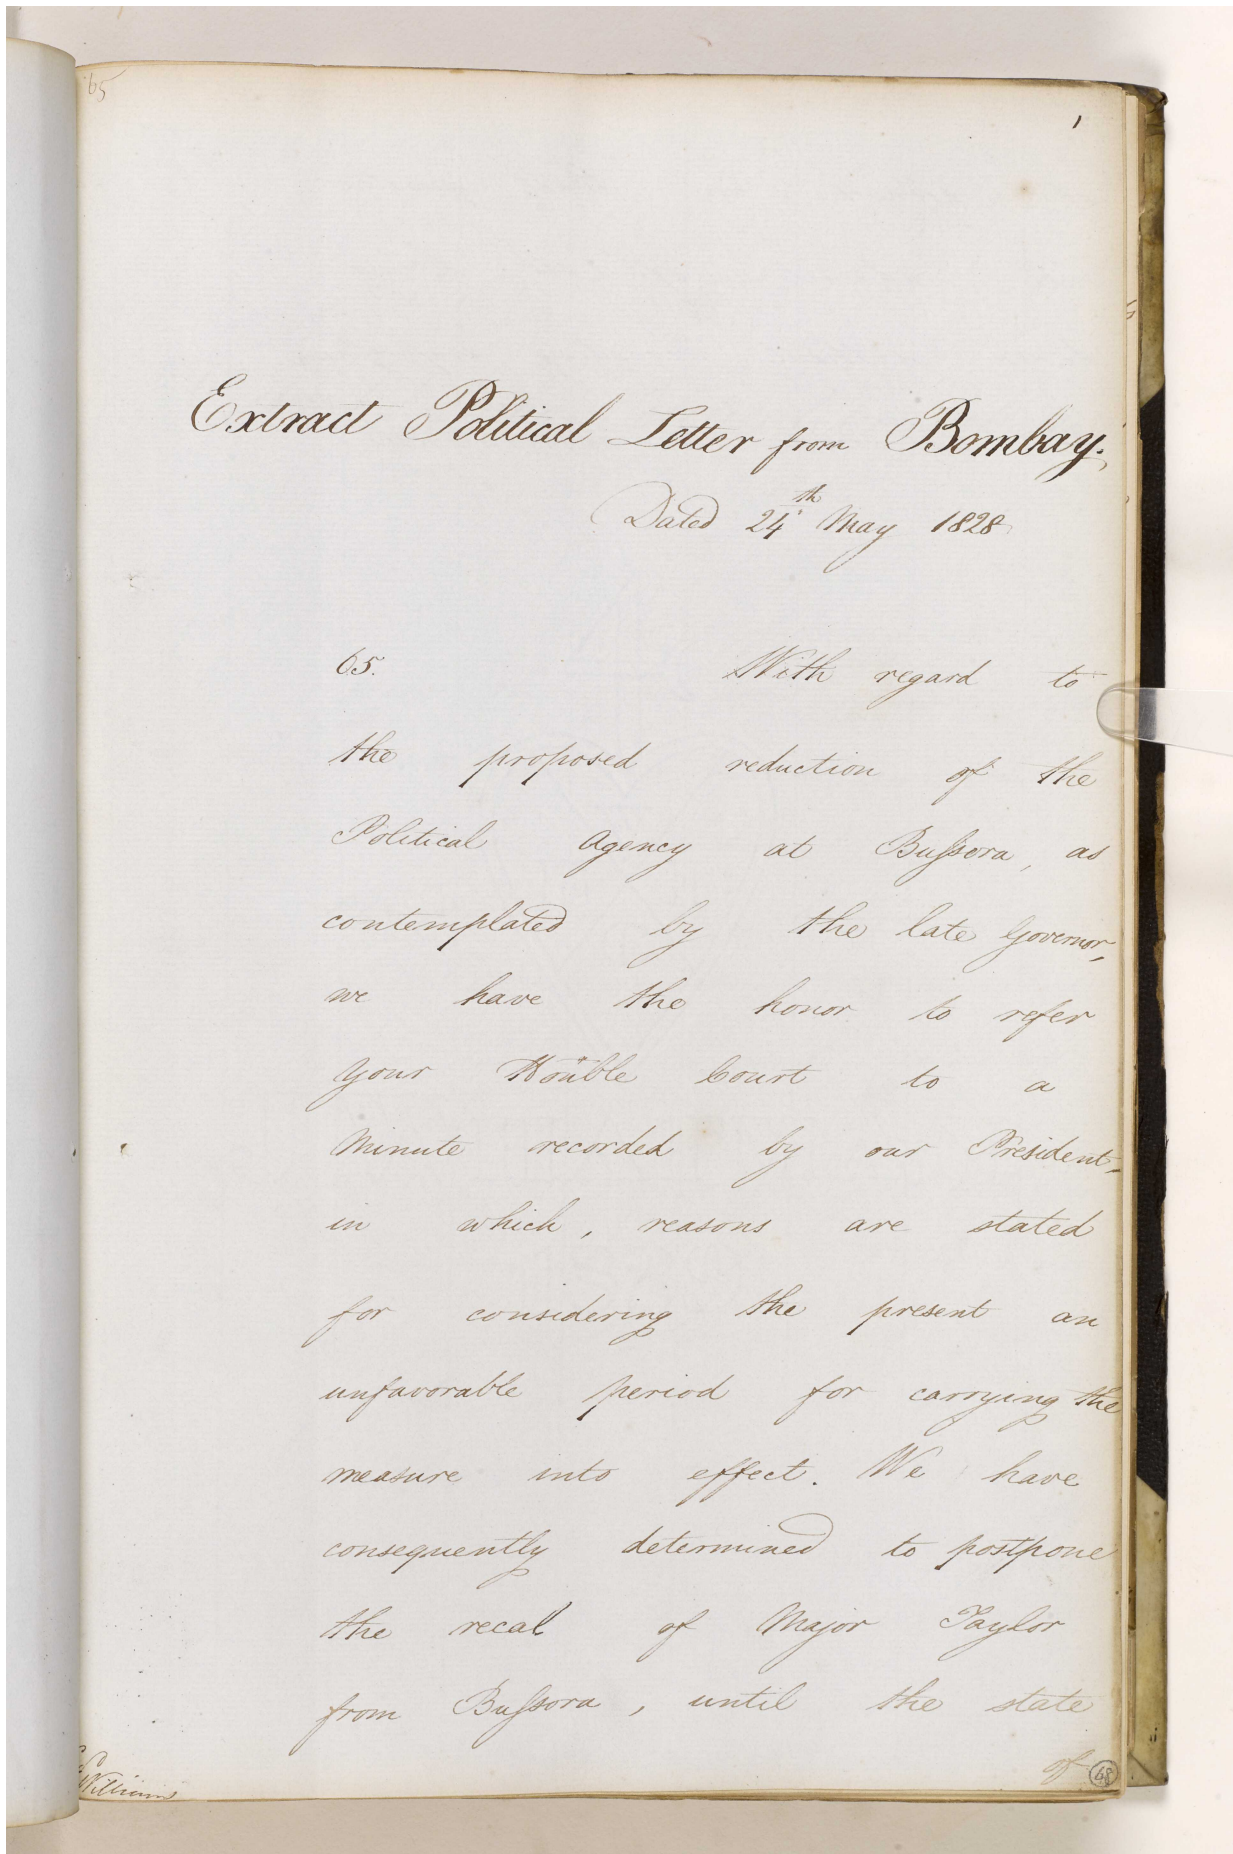 65
1
Extract Political Letter from Bombay.
Dated 24th May 1828
65. With regard to
the proposed reduction of the
Political Agency at Bussora, as
contemplated by the late Governor,
we have the honor to refer
your Honble Court to a
Minute recorded by our President,
in which, reasons are stated
for considering the present an
unfavorable period for carrying the
measure into effect. We have
consequently determined to postpone
the recal of Major Taylor
from Bussora, until the state
of
Williams
48